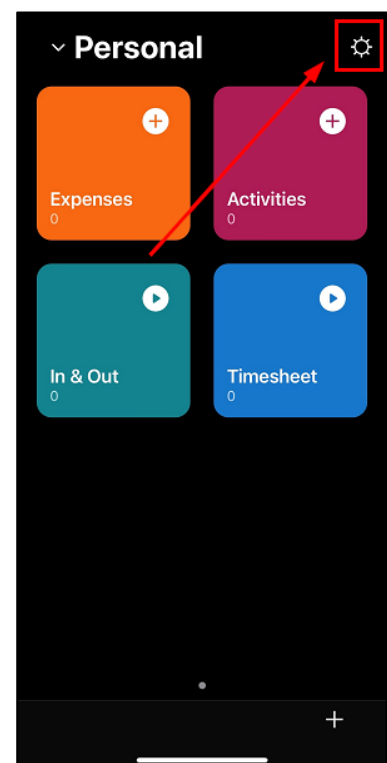 Personal
Expenses
0
Activities
0
In & Out
0
Timesheet
0